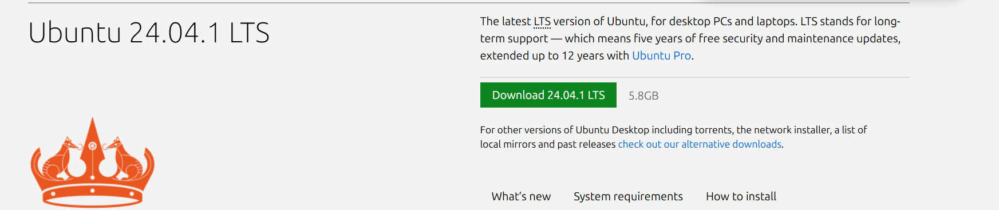 Ubuntu 24.04.1 LTS
The latest LTS version of Ubuntu, for desktop PCs and laptops. LTS stands for long-
term support — which means five years of free security and maintenance updates,
extended up to 12 years with Ubuntu Pro.
Download 24.04.1 LTS 5.8GB
For other versions of Ubuntu Desktop including torrents, the network installer, a list of
local mirrors and past releases check out our alternative downloads.
What’s new System requirements How to install